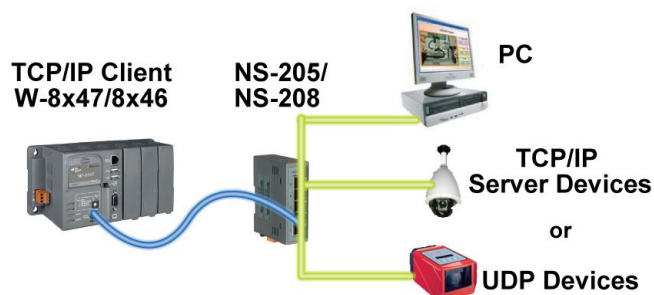 TCP/IP Client
W-8x47/8x46
NS-205/
NS-208
PC
TCP/IP
Server Devices
or
UDP Devices